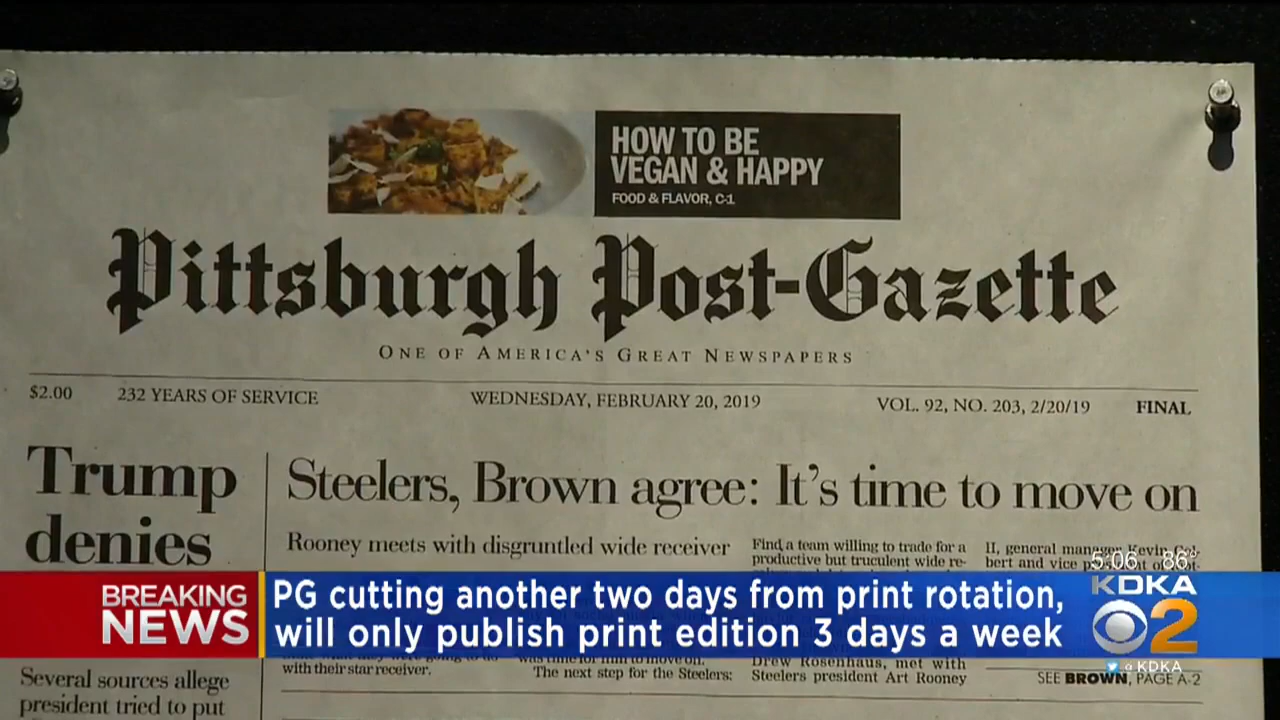 HOW TO BE
VEGAN & HAPPY
FOOD & FLAVOR, C-1
Pittsburgh Post-Gazette
ONE OF AMERICA'S GREAT NEWSPAPERS
$2.00 232 YEARS OF SERVICE WEDNESDAY, FEBRUARY 20, 2019 VOL. 92, NO. 203, 2/20/19 FINAL
Trump
denies
Steelers, Brown agree: It's time to move on
Rooney meets with disgruntled wide receiver
Find a team willing to trade for a
productive but truculent wide re-
II, general manager Kevin Col-
bert and vice
5:06 86°
KDKA
2
@KDKA
BREAKING
NEWS
PG cutting another two days from print rotation,
will only publish print edition 3 days a week
with their star receiver.
was time for him to move on.
The next step for the Steelers:
Drew Rosenhaus, met with
Steelers president Art Rooney
SEE BROWN, PAGE A-2
Several sources allege
president tried to put